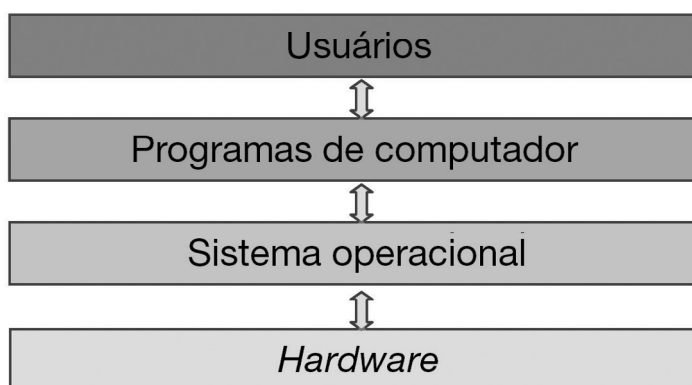 Usuários
Programas de computador
Sistema operacional
Hardware